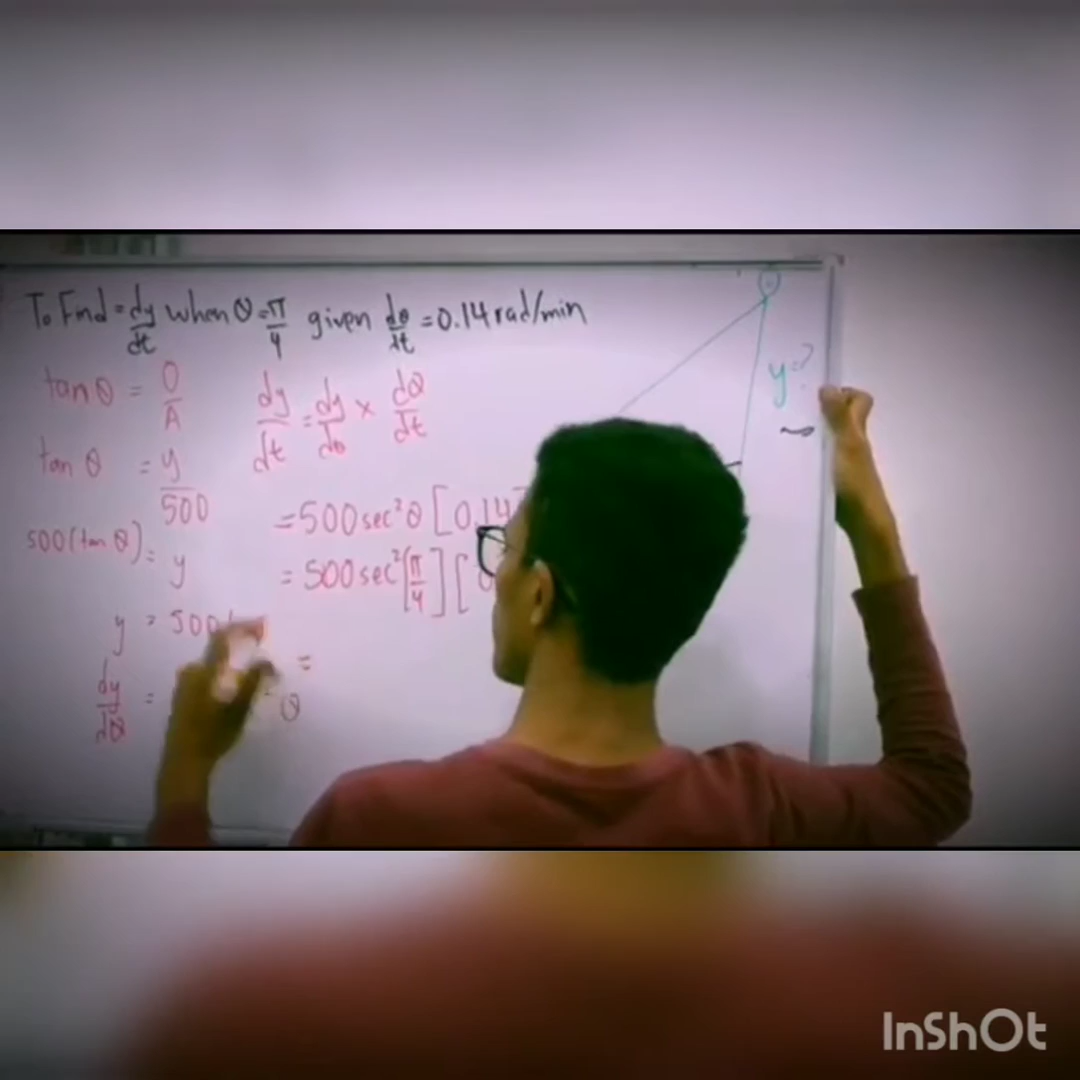 To Find = dy/dt when θ = π/4 given dθ/dt = 0.14 rad/min
tan θ = O/A
dy/dt = dy/dθ × dθ/dt
tan θ = y/500
= 500 sec²θ [0.14
500(tan θ) = y
= 500 sec²[π/4] [0
y = 500
=
dy/dθ = θ
y=?
InShOt